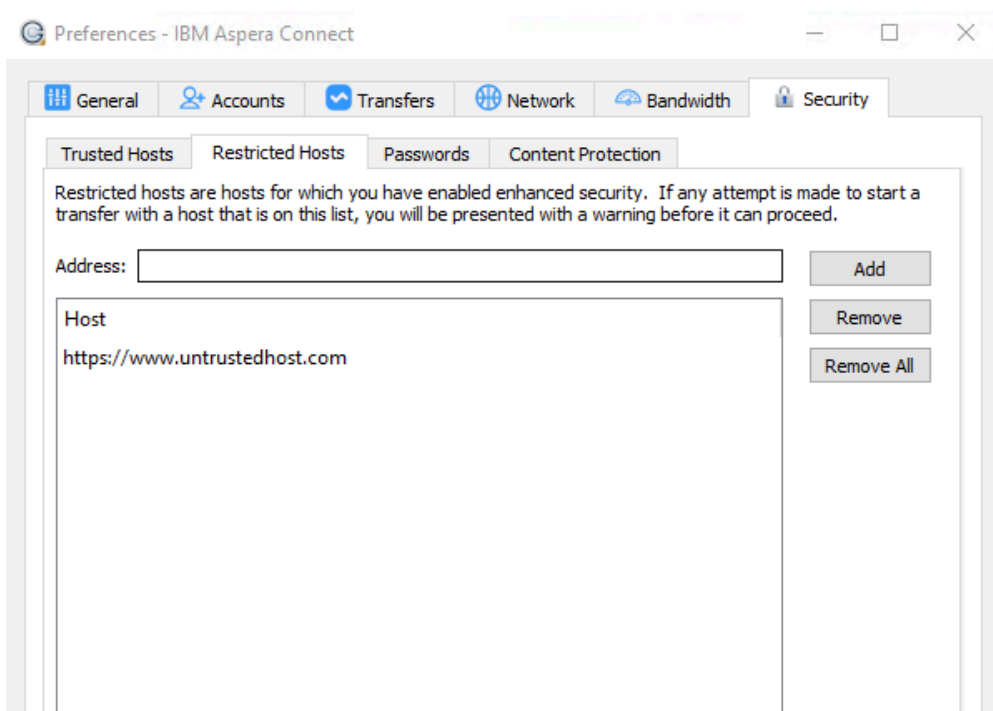 Preferences - IBM Aspera Connect
General
Accounts
Transfers
Network
Bandwidth
Security
Trusted Hosts
Restricted Hosts
Passwords
Content Protection
Restricted hosts are hosts for which you have enabled enhanced security.  If any attempt is made to start a
transfer with a host that is on this list, you will be presented with a warning before it can proceed.
Address:
Add
Host
Remove
https://www.untrustedhost.com
Remove All